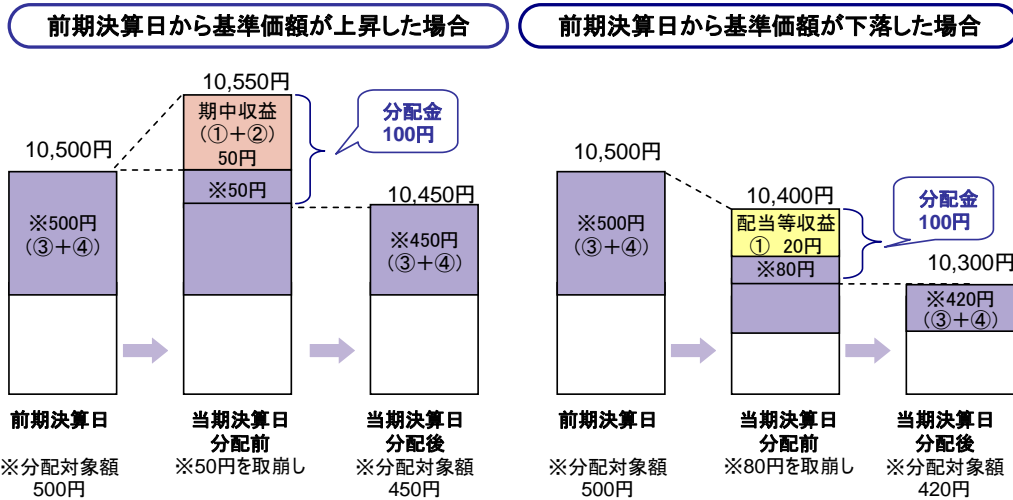 前期決算日から基準価額が上昇した場合
10,550円
期中収益
(①+②)
50円
※50円
分配金
100円
10,500円
※500円
(③+④)
10,450円
※450円
(③+④)
前期決算日
※分配対象額
500円
当期決算日
分配前
※50円を取崩し
当期決算日
分配後
※分配対象額
450円
前期決算日から基準価額が下落した場合
10,500円
※500円
(③+④)
10,400円
配当等収益
① 20円
※80円
分配金
100円
10,300円
※420円
(③+④)
前期決算日
※分配対象額
500円
当期決算日
分配前
※80円を取崩し
当期決算日
分配後
※分配対象額
420円